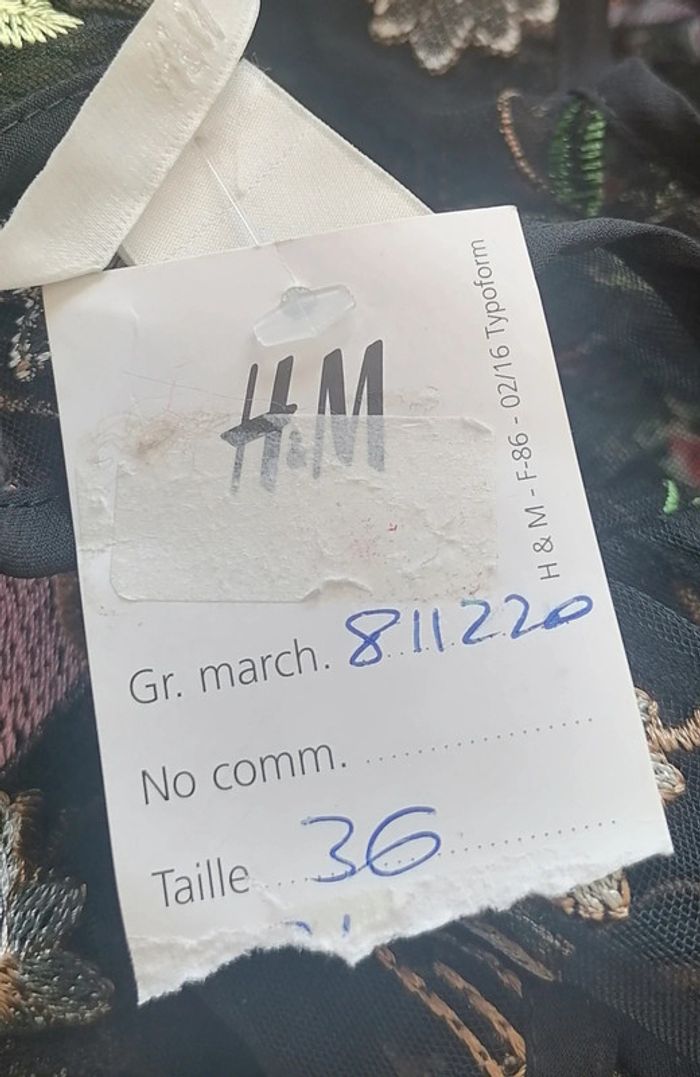 H&M
H & M - F-86 - 02/16 Typoform
Gr. march. 811220
No comm.
Taille 36